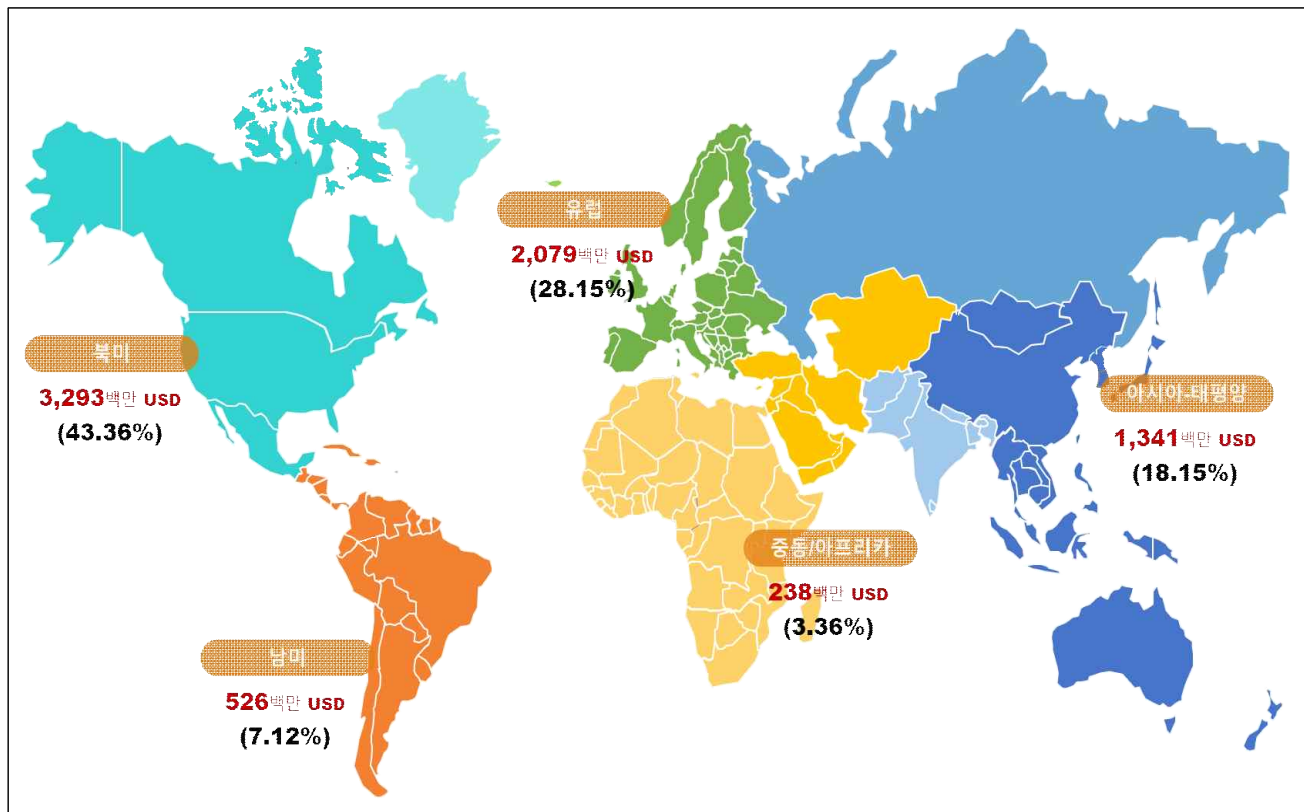 유럽
2,079백만 USD
(28.15%)
북미
3,293백만 USD
(43.36%)
아시아-태평양
1,341백만 USD
(18.15%)
중동/아프리카
238백만 USD
(3.36%)
남미
526백만 USD
(7.12%)